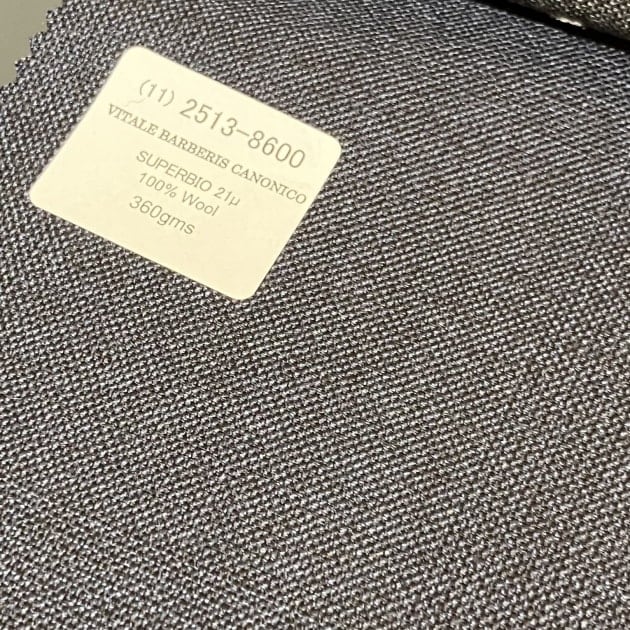 (11) 2513-8600
VITALE BARBERIS CANONICO
SUPERBIO 21μ
100% Wool
360gms